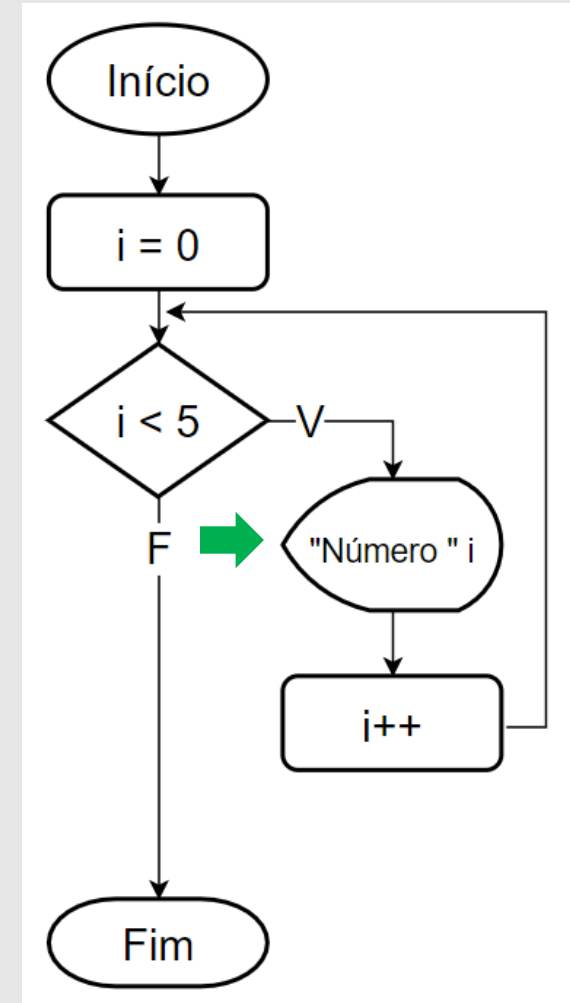 Início
i = 0
i < 5
V
F
"Número " i
i++
Fim